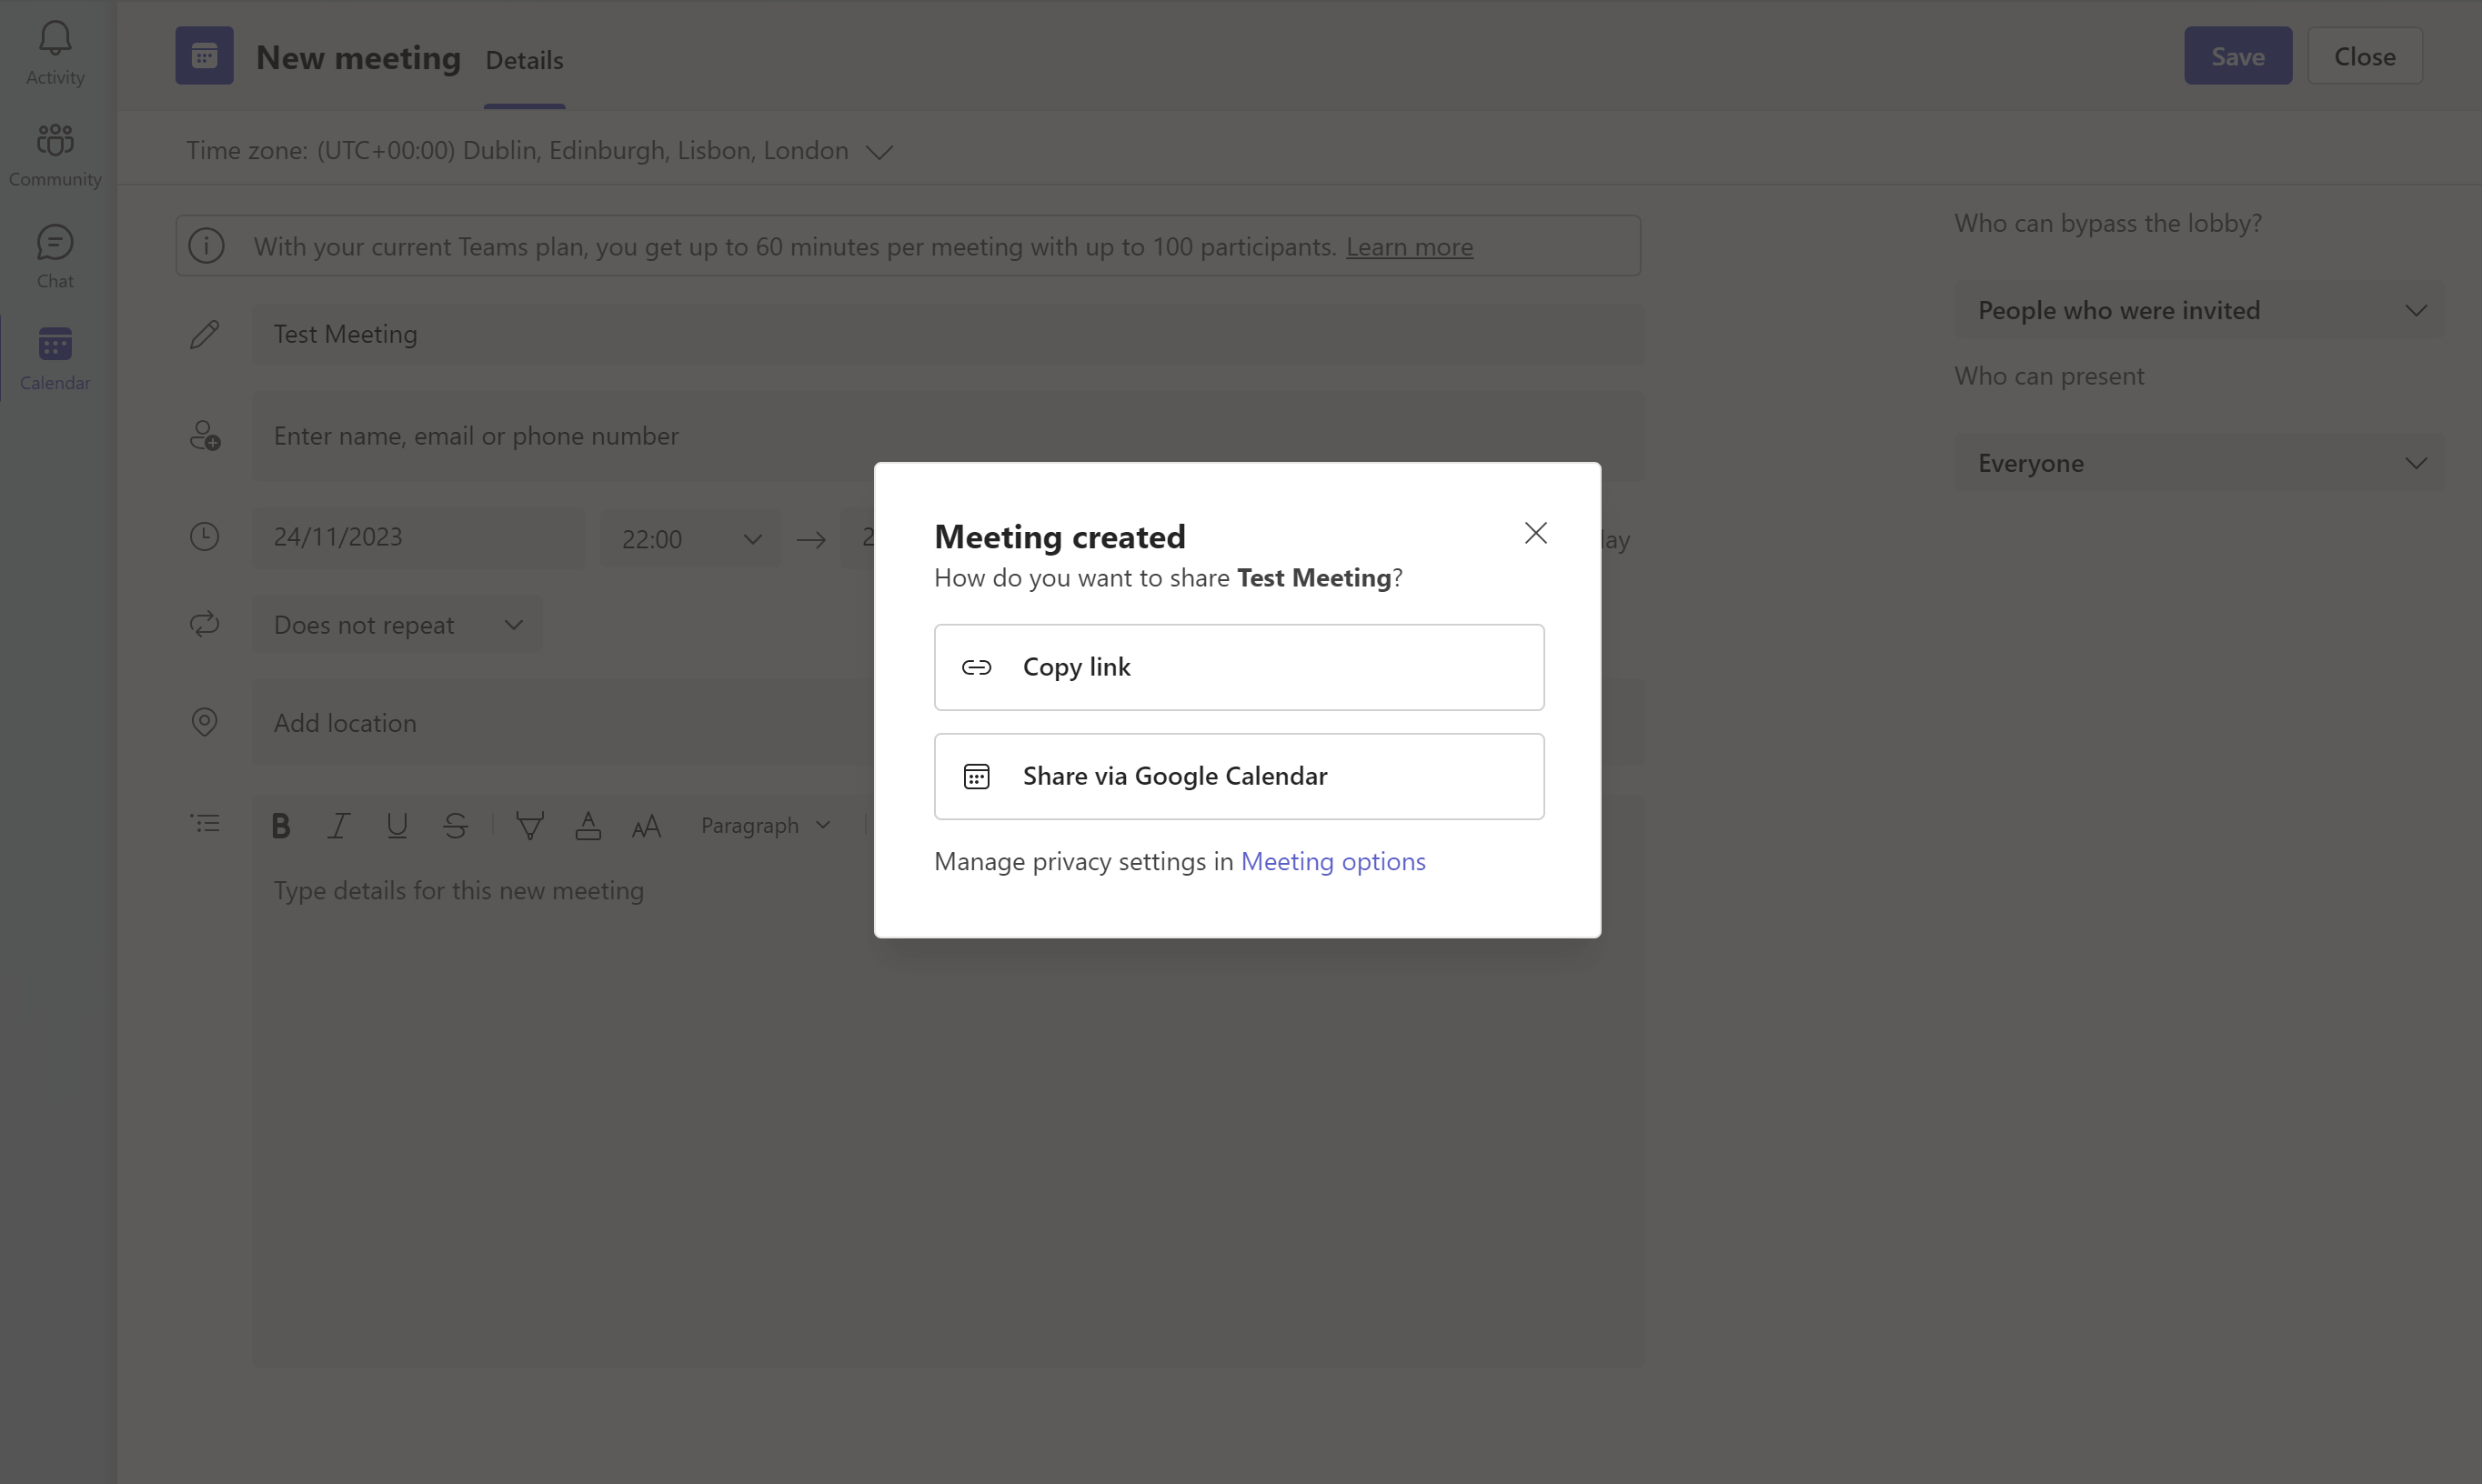 Activity
Community
Chat
Calendar
New meeting Details
Save Close
Time zone: (UTC+00:00) Dublin, Edinburgh, Lisbon, London
With your current Teams plan, you get up to 60 minutes per meeting with up to 100 participants. Learn more
Test Meeting
Enter name, email or phone number
24/11/2023 22:00
Does not repeat
Add location
B I U S A AA Paragraph
Type details for this new meeting
Who can bypass the lobby?
People who were invited
Who can present
Everyone
Meeting created
How do you want to share Test Meeting?
Copy link
Share via Google Calendar
Manage privacy settings in Meeting options